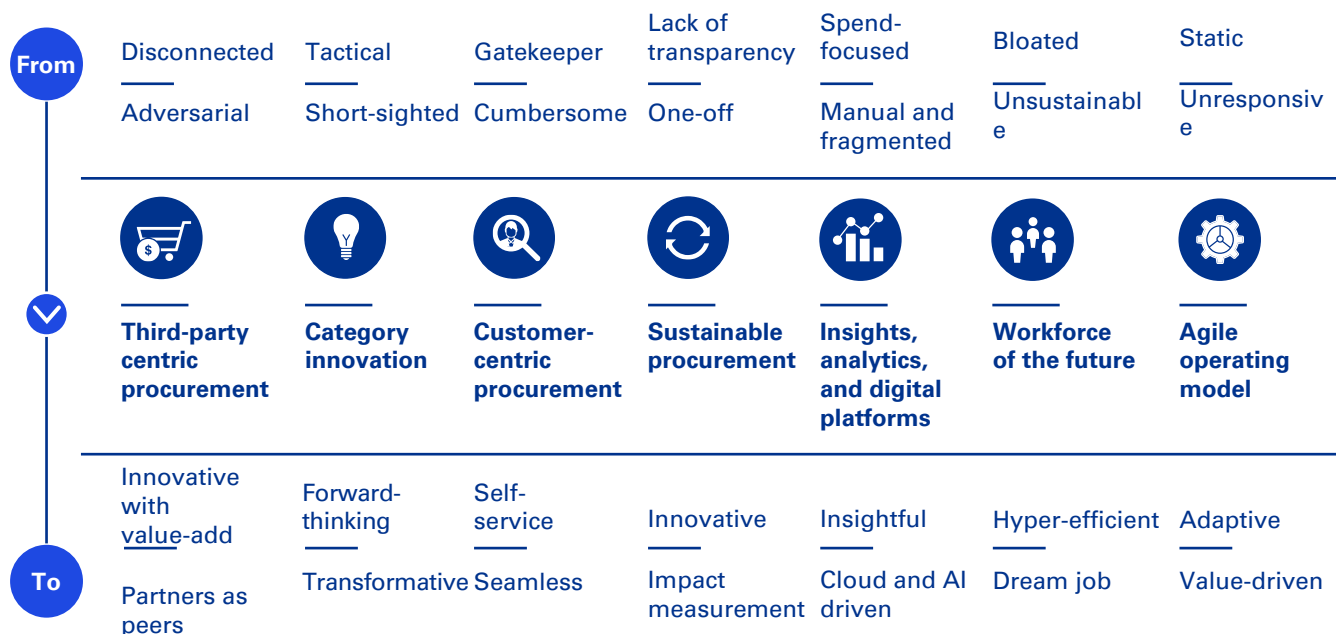 From
Disconnected
Adversarial
Tactical
Short-sighted
Gatekeeper
Cumbersome
Lack of
transparency
One-off
Spend-
focused
Manual and
fragmented
Bloated
Unsustainabl
e
Static
Unresponsiv
e
$
Third-party
centric
procurement
Category
innovation
Customer-
centric
procurement
Sustainable
procurement
Insights,
analytics,
and digital
platforms
Workforce
of the future
Agile
operating
model
To
Innovative
with
value-add
Partners as
peers
Forward-
thinking
Transformative
Self-
service
Seamless
Innovative
Impact
measurement
Insightful
Cloud and AI
driven
Hyper-efficient
Dream job
Adaptive
Value-driven